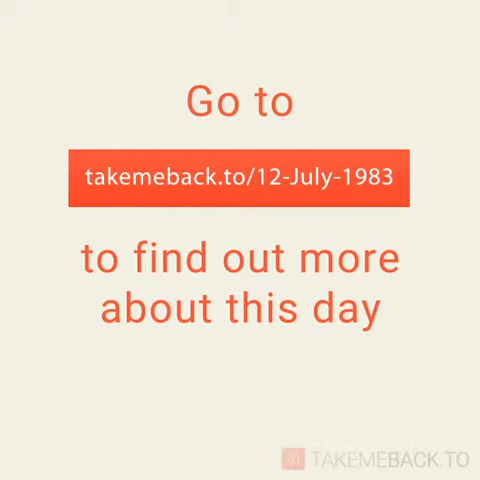 Go to
takemeback.to/12-July-1983
to find out more
about this day
TAKEMEBACK.TO